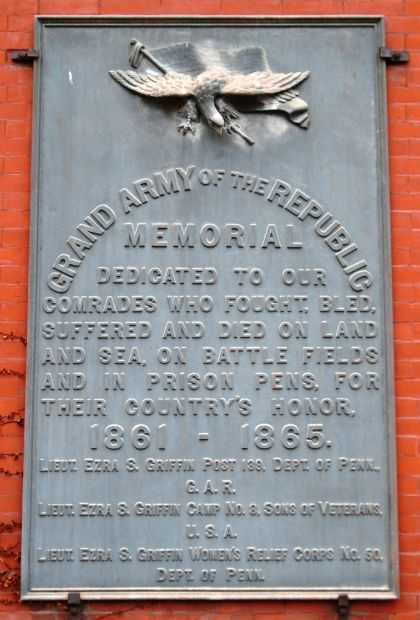 GRAND ARMY OF THE REPUBLIC
MEMORIAL
DEDICATED TO OUR
COMRADES WHO FOUGHT, BLED,
SUFFERED AND DIED ON LAND
AND SEA, ON BATTLE FIELDS
AND IN PRISON PENS, FOR
THEIR COUNTRY'S HONOR,
1861 - 1865.
LIEUT. EZRA S. GRIFFIN POST 139, DEPT. OF PENN.,
G. A. R.
LIEUT. EZRA S. GRIFFIN CAMP NO. 8, SONS OF VETERANS,
U. S. A.
LIEUT. EZRA S. GRIFFIN WOMEN'S RELIEF CORPS NO. 50,
DEPT. OF PENN.